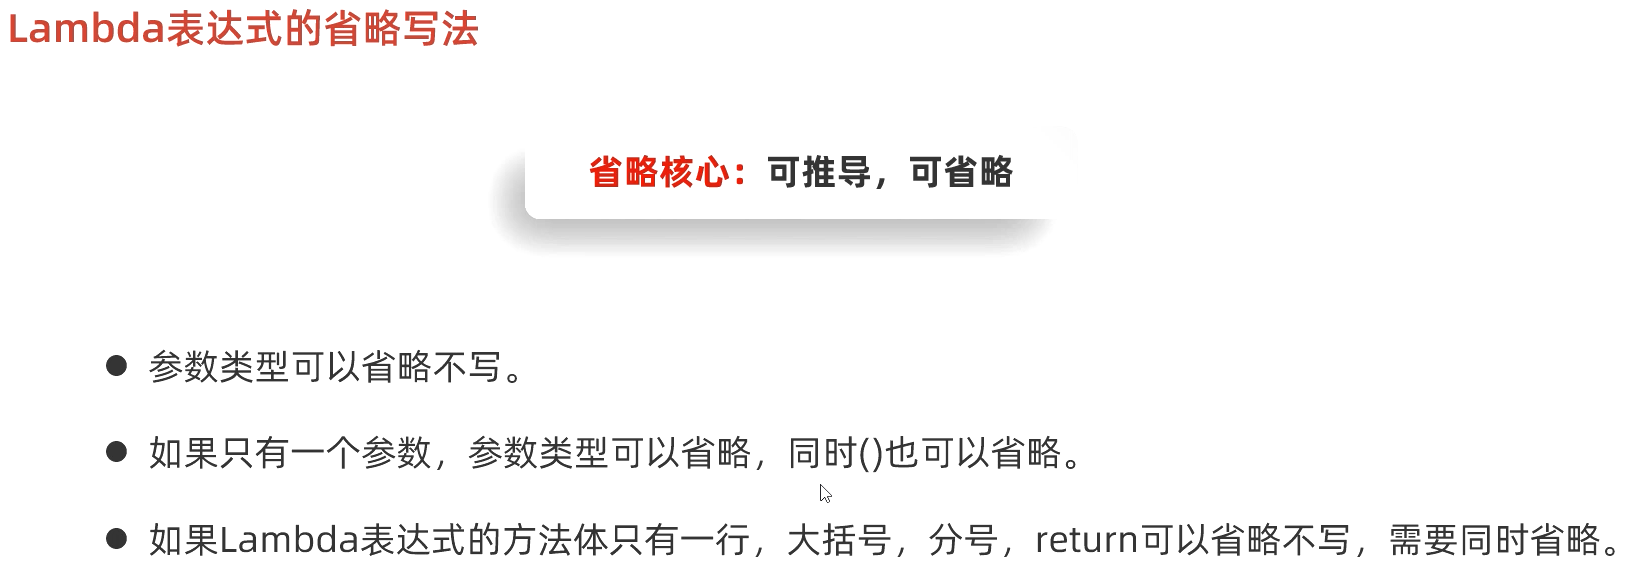 Lambda表达式的省略写法
省略核心：可推导，可省略
● 参数类型可以省略不写。
● 如果只有一个参数，参数类型可以省略，同时()也可以省略。
● 如果Lambda表达式的方法体只有一行，大括号，分号，return可以省略不写，需要同时省略。